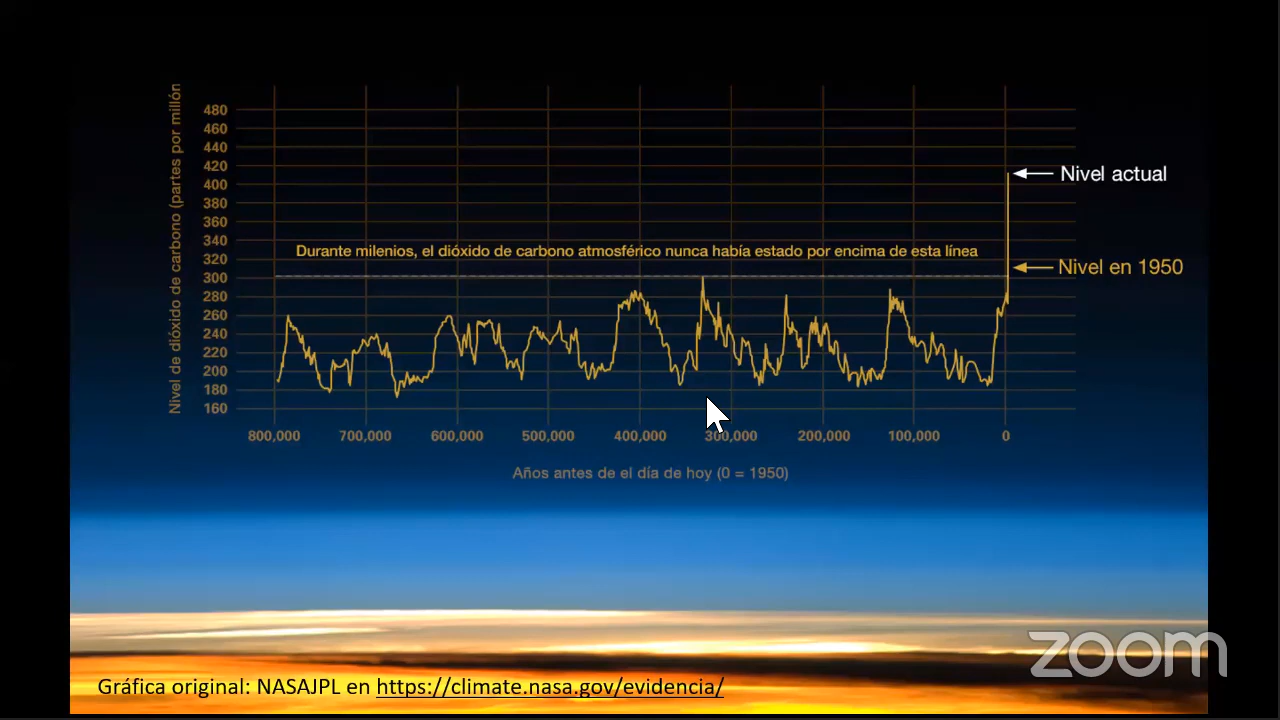 Nivel de dióxido de carbono (partes por millón
480
460
440
420
400
380
360
340
320
300
280
260
240
220
200
180
160
Nivel actual
Durante milenios, el dióxido de carbono atmosférico nunca había estado por encima de esta línea
Nivel en 1950
800,000 700,000 600,000 500,000 400,000 300,000 200,000 100,000 0
Años antes de el día de hoy (0 = 1950)
zoom
Gráfica original: NASAJPL en https://climate.nasa.gov/evidencia/